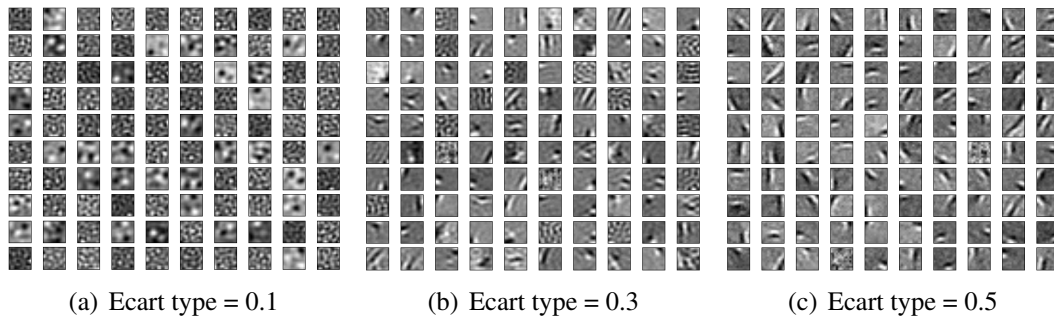 (a) Ecart type = 0.1
(b) Ecart type = 0.3
(c) Ecart type = 0.5